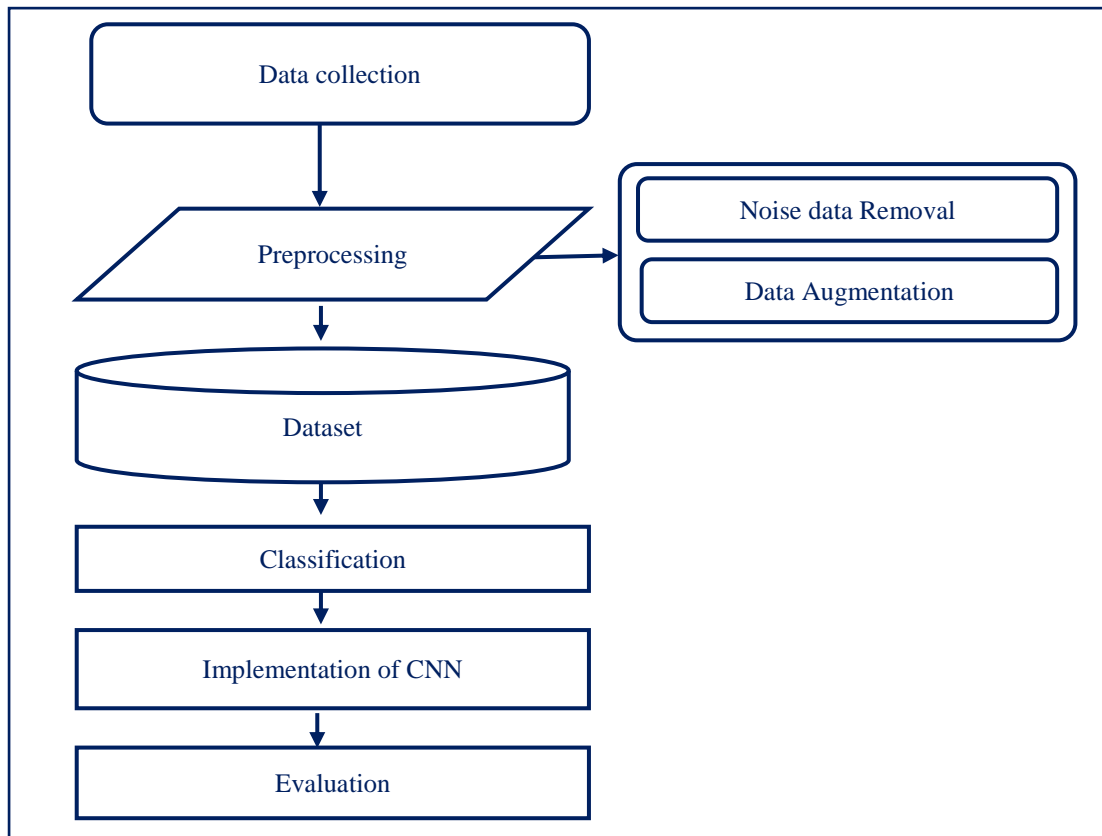 Data collection
Preprocessing
Noise data Removal
Data Augmentation
Dataset
Classification
Implementation of CNN
Evaluation